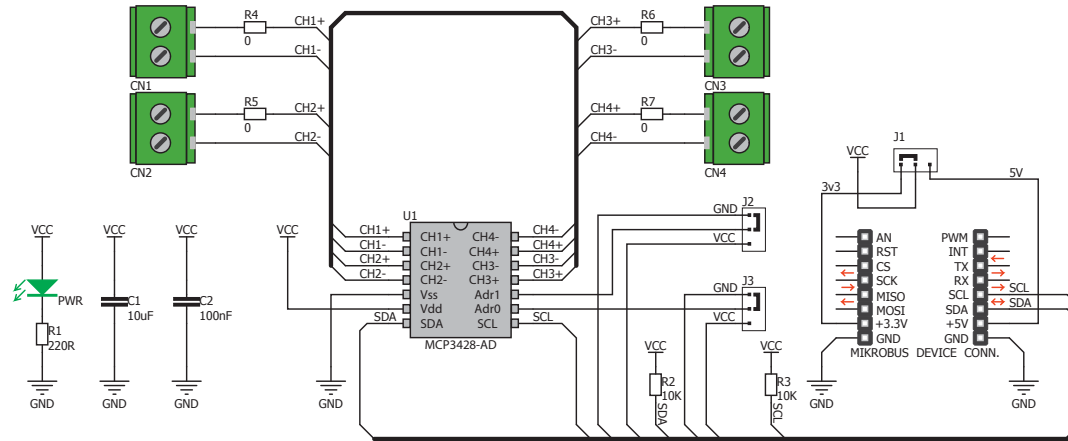 R4
CH1+
0
CH1-
CN1
R5
CH2+
0
CH2-
CN2
CH3+
R6
0
CH3-
CN3
CH4+
R7
0
CH4-
CN4
J1
VCC
3v3
5V
VCC
PWR
R1
220R
GND
VCC
C1
10uF
GND
VCC
C2
100nF
GND
VCC
GND
U1
CH1+
CH1-
CH2+
CH2-
SDA
CH1+
CH1-
CH2+
CH2-
Vss
Vdd
SDA
CH4-
CH4+
CH3-
CH3+
Adr1
Adr0
SCL
CH4-
CH4+
CH3-
CH3+
SCL
MCP3428-AD
J2
GND
VCC
J3
GND
VCC
VCC
R2
10K
SDA
VCC
R3
10K
SCL
AN
RST
CS
SCK
MISO
MOSI
+3.3V
GND
PWM
INT
TX
RX
SCL
SDA
+5V
GND
SCL
SDA
MIKROBUS DEVICE CONN.
GND
GND